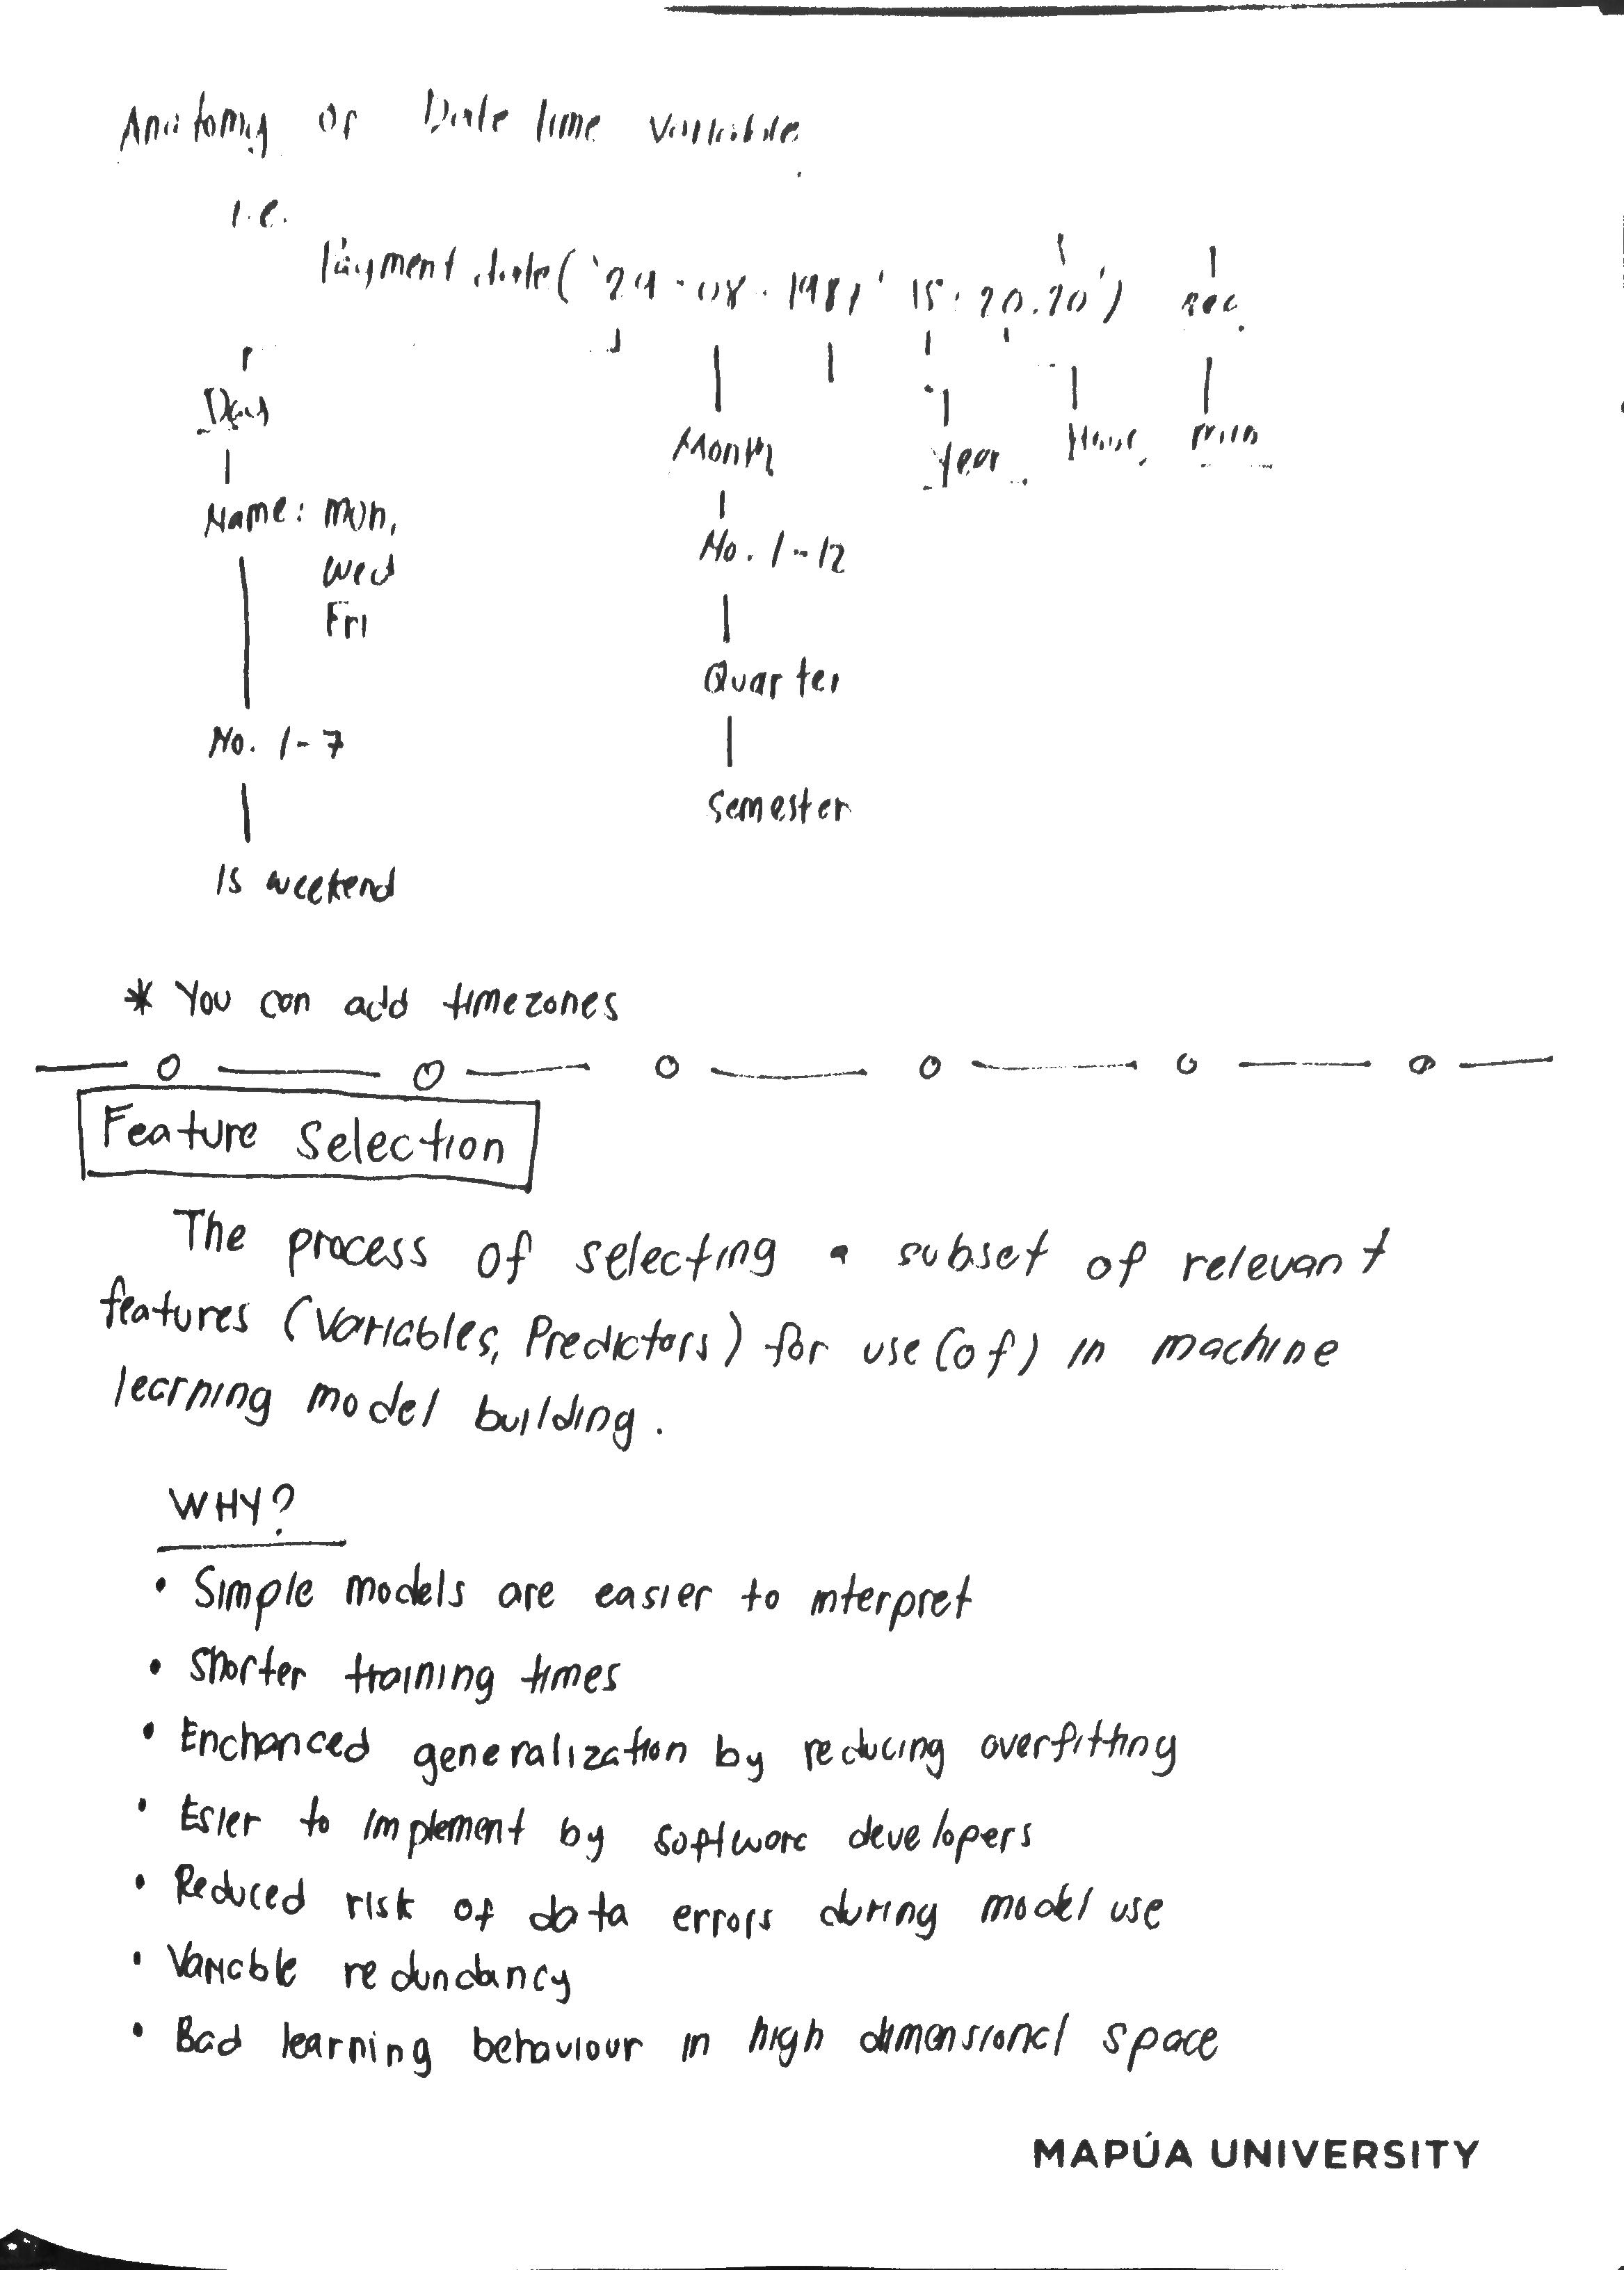 Anatomy of Date time variable
i.e.
Payment date('29-08-1981' 15.20.20') sec.
Day
Month
Year
Hour
Min
Name: Mon,
Wed
Fri
No. 1-12
Quarter
No. 1-7
Semester
Is weekend
* You can add timezones
Feature Selection
The process of selecting a subset of relevant
features (Variables, Predictors) for use (of) in machine
learning model building.
WHY?
• Simple models are easier to interpret
• Shorter training times
• Enchanced generalization by reducing overfitting
• Esier to implement by software developers
• Reduced risk of data errors during model use
• Variable redundancy
• Bad learning behaviour in high dimensional space
MAPÚA UNIVERSITY